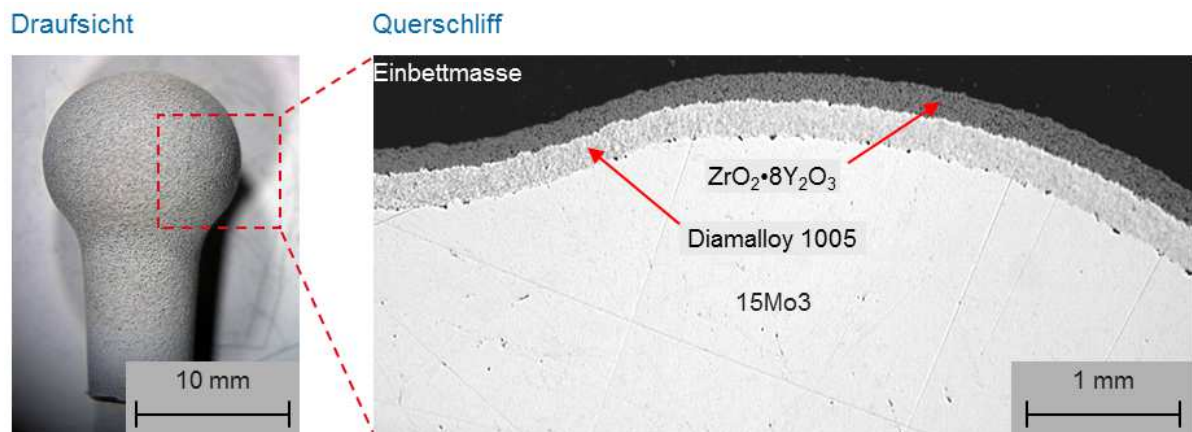 Draufsicht
Querschliff
Einbettmasse
ZrO₂•8Y₂O₃
Diamalloy 1005
15Mo3
10 mm
1 mm